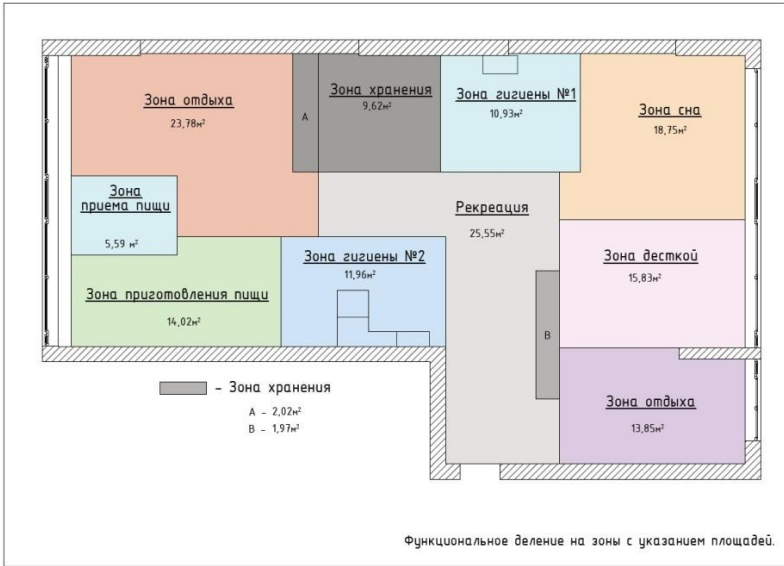 Зона отдыха
23,78м²
А
Зона хранения
9,62м²
Зона гигиены №1
10,93м²
Зона сна
18,75м²
Зона
приема пищи
5,59 м²
Рекреация
25,55м²
Зона гигиены №2
11,96м²
Зона десткой
15,83м²
Зона приготовления пищи
14,02м²
В
Зона отдыха
13,85м²
- Зона хранения
А - 2,02м²
В - 1,97м²
Функциональное деление на зоны с указанием площадей.